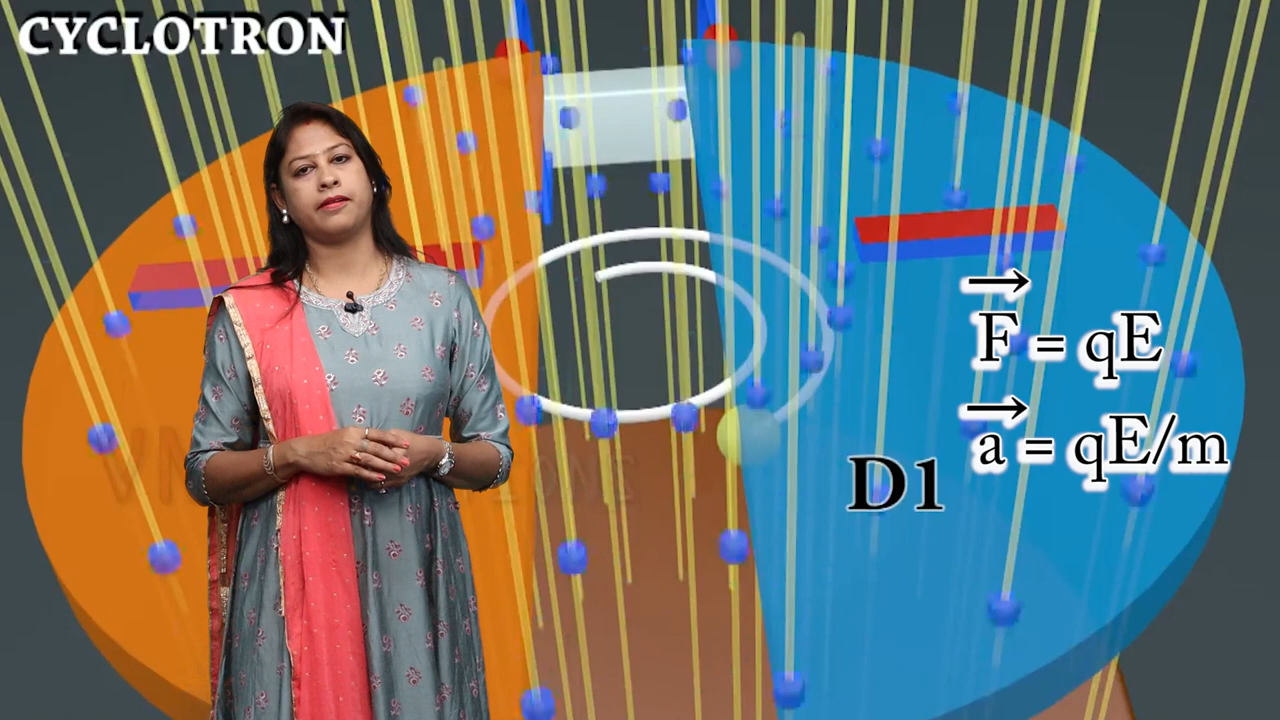 CYCLOTRON
F = qE
a = qE/m
D1